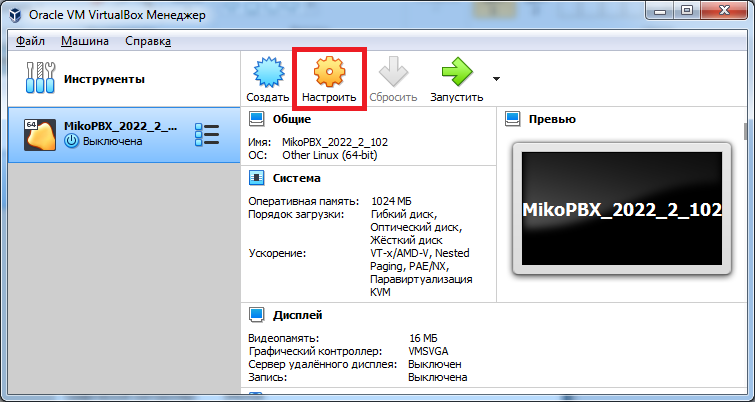 Oracle VM VirtualBox Менеджер
Файл Машина Справка
Инструменты
Создать Настроить Сбросить Запустить
64
MikoPBX_2022_2_...
Выключена
Общие
Имя: MikoPBX_2022_2_102
ОС: Other Linux (64-bit)
Система
Оперативная память: 1024 МБ
Порядок загрузки: Гибкий диск,
Оптический диск,
Жёсткий диск
Ускорение: VT-x/AMD-V, Nested
Paging, PAE/NX,
Паравиртуализация
KVM
Превью
MikoPBX_2022_2_102
Дисплей
Видеопамять: 16 МБ
Графический контроллер: VMSVGA
Сервер удалённого дисплея: Выключен
Запись: Выключена